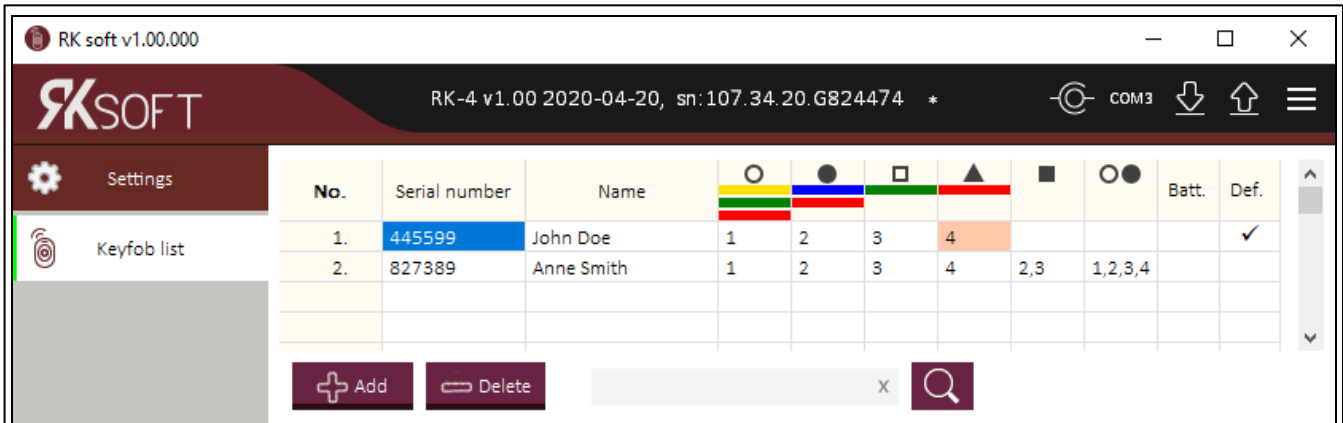 RK soft v1.00.000
RKSOFT RK-4 v1.00 2020-04-20, sn:107.34.20.G824474 * COM3
Settings
No. Serial number Name Batt. Def.
1. 445599 John Doe 1 2 3 4 ✓
Keyfob list
2. 827389 Anne Smith 1 2 3 4 2,3 1,2,3,4
Add Delete X